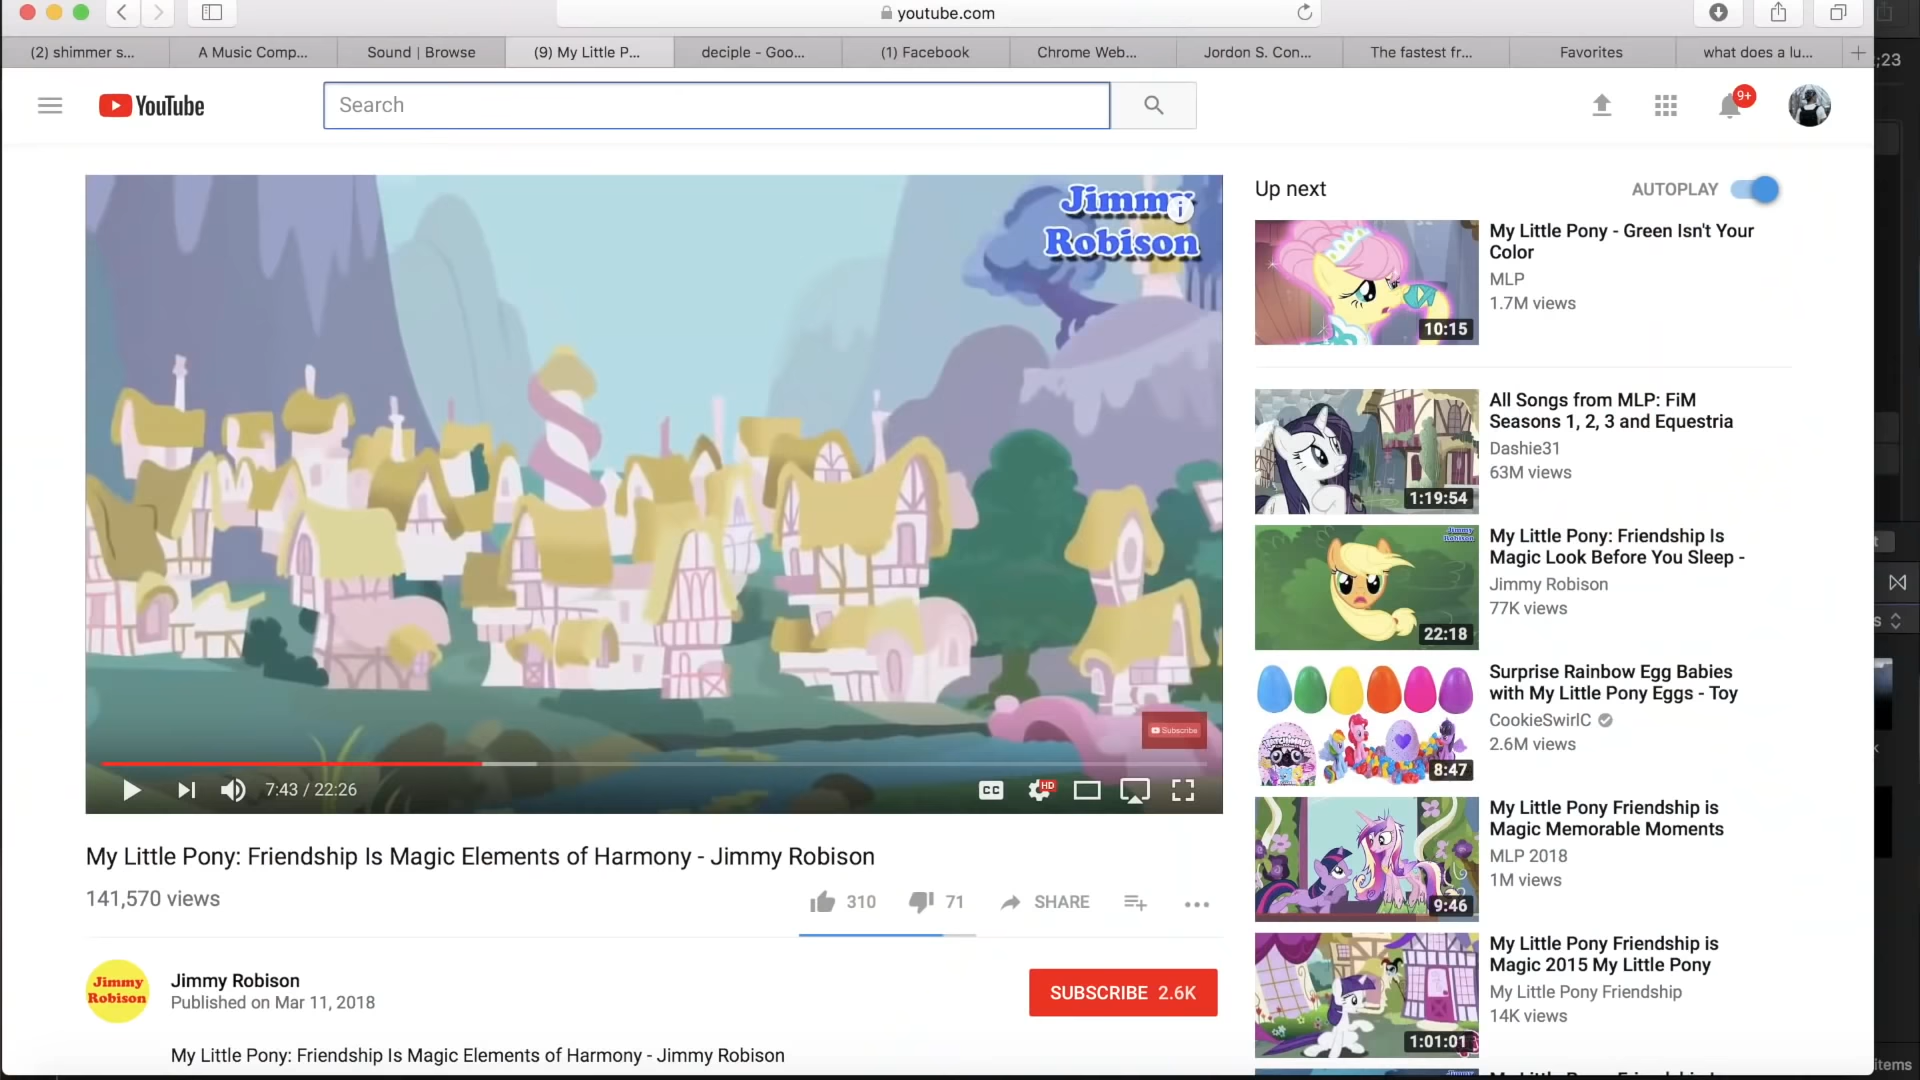 youtube.com
(2) shimmer s...
A Music Comp...
Sound | Browse
(9) My Little P...
deciple - Goo...
(1) Facebook
Chrome Web...
Jordon S. Con...
The fastest fr...
Favorites
what does a lu...
;23
YouTube
Search
9+
Jimmy
Robison
Subscribe
7:43 / 22:26
CC
HD
My Little Pony: Friendship Is Magic Elements of Harmony - Jimmy Robison
141,570 views
310
71
SHARE
Jimmy
Robison
Jimmy Robison
Published on Mar 11, 2018
SUBSCRIBE 2.6K
My Little Pony: Friendship Is Magic Elements of Harmony - Jimmy Robison
Up next
AUTOPLAY
My Little Pony - Green Isn't Your
Color
MLP
1.7M views
10:15
All Songs from MLP: FiM
Seasons 1, 2, 3 and Equestria
Dashie31
63M views
1:19:54
My Little Pony: Friendship Is
Magic Look Before You Sleep -
Jimmy Robison
77K views
Jimmy
Robison
22:18
Surprise Rainbow Egg Babies
with My Little Pony Eggs - Toy
CookieSwirlC
2.6M views
8:47
My Little Pony Friendship is
Magic Memorable Moments
MLP 2018
1M views
9:46
My Little Pony Friendship is
Magic 2015 My Little Pony
My Little Pony Friendship
14K views
1:01:01
items